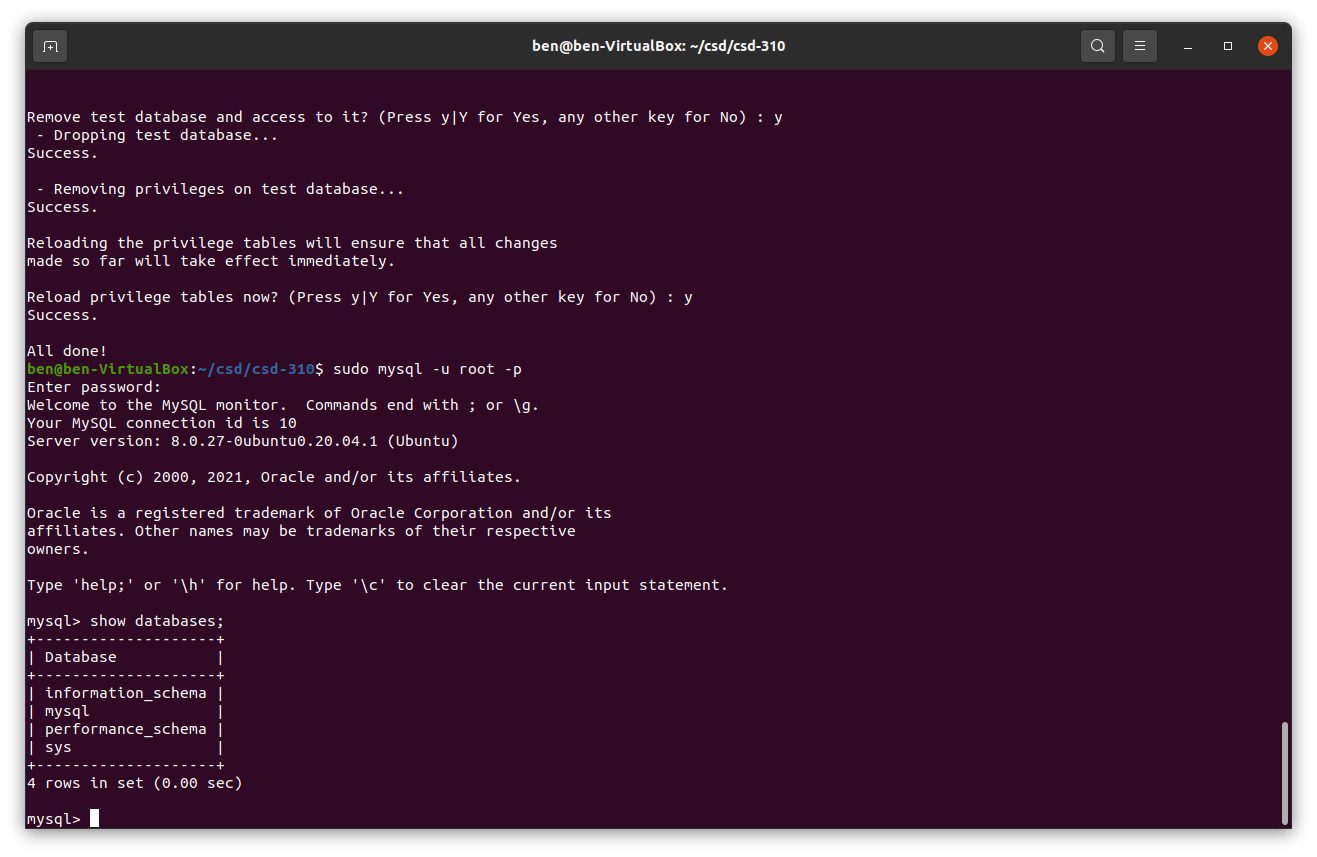 ben@ben-VirtualBox: ~/csd/csd-310
Remove test database and access to it? (Press y|Y for Yes, any other key for No) : y
 - Dropping test database...
Success.
 - Removing privileges on test database...
Success.
Reloading the privilege tables will ensure that all changes
made so far will take effect immediately.
Reload privilege tables now? (Press y|Y for Yes, any other key for No) : y
Success.
All done!
ben@ben-VirtualBox:~/csd/csd-310$ sudo mysql -u root -p
Enter password:
Welcome to the MySQL monitor.  Commands end with ; or \g.
Your MySQL connection id is 10
Server version: 8.0.27-0ubuntu0.20.04.1 (Ubuntu)
Copyright (c) 2000, 2021, Oracle and/or its affiliates.
Oracle is a registered trademark of Oracle Corporation and/or its
affiliates. Other names may be trademarks of their respective
owners.
Type 'help;' or '\h' for help. Type '\c' to clear the current input statement.
mysql> show databases;
+--------------------+
| Database           |
+--------------------+
| information_schema |
| mysql              |
| performance_schema |
| sys                |
+--------------------+
4 rows in set (0.00 sec)
mysql>